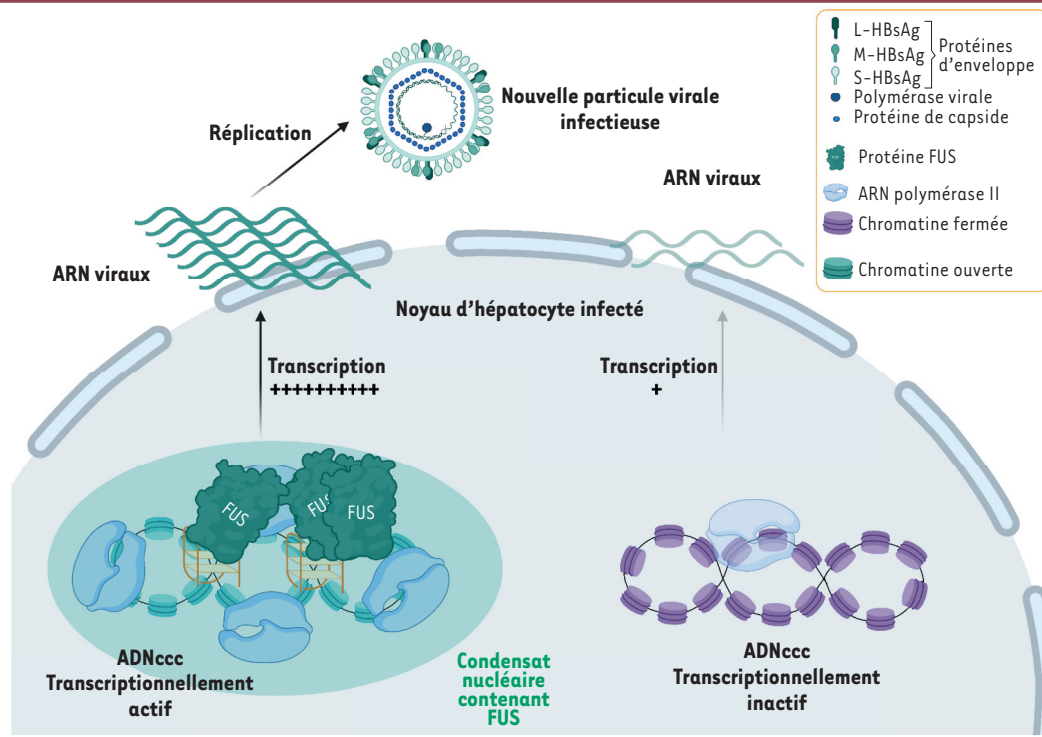 L-HBsAg
M-HBsAg
S-HBsAg
Protéines
d'enveloppe
Polymérase virale
Protéine de capside
Protéine FUS
ARN polymérase II
Chromatine fermée
Chromatine ouverte
Nouvelle particule virale
infectieuse
Réplication
ARN viraux
ARN viraux
Noyau d'hépatocyte infecté
Transcription
++++++++++
Transcription
+
FUS
FUS
FUS
ADNccc
Transcriptionnellement
actif
Condensat
nucléaire
contenant
FUS
ADNccc
Transcriptionnellement
inactif